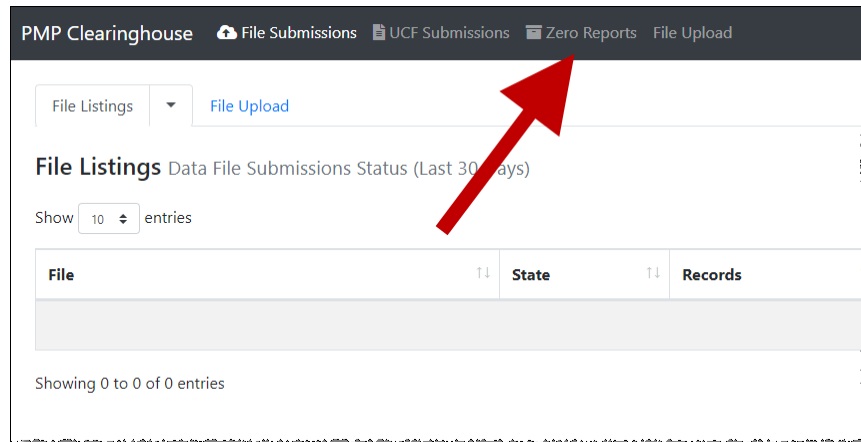 PMP Clearinghouse File Submissions UCF Submissions Zero Reports File Upload
File Listings File Upload
File Listings Data File Submissions Status (Last 30 Days)
Show 10 entries
File State Records
Showing 0 to 0 of 0 entries